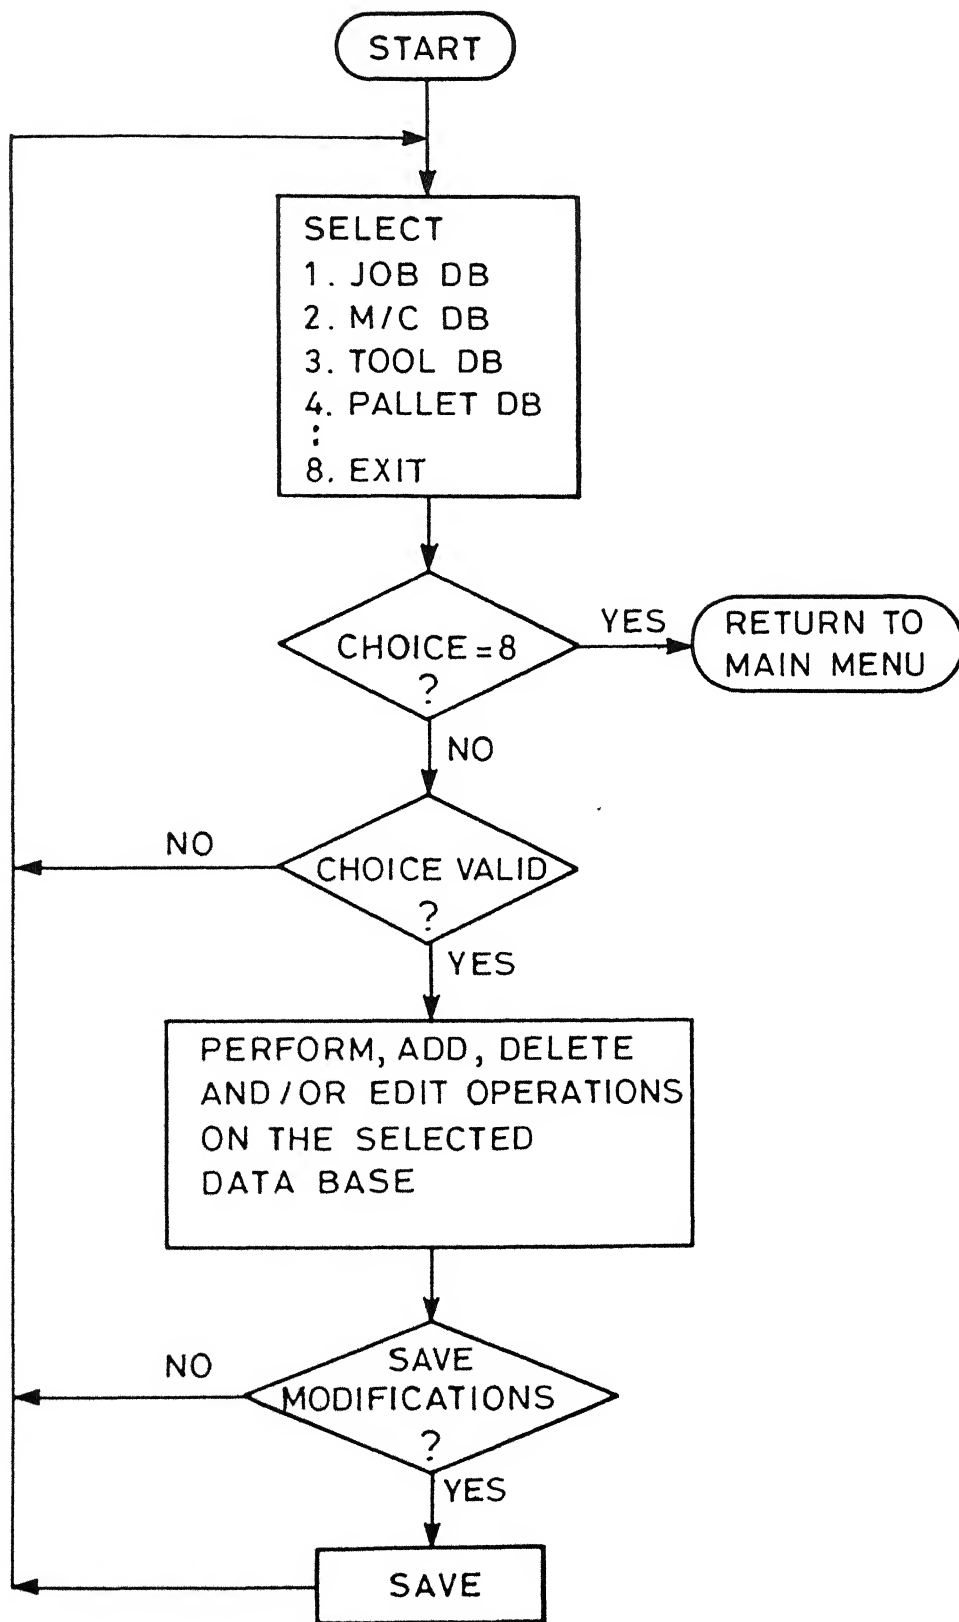 START
SELECT
1. JOB DB
2. M/C DB
3. TOOL DB
4. PALLET DB
:
8. EXIT
CHOICE = 8
?
YES
RETURN TO
MAIN MENU
NO
CHOICE VALID
?
NO
YES
PERFORM, ADD, DELETE
AND/OR EDIT OPERATIONS
ON THE SELECTED
DATA BASE
SAVE
MODIFICATIONS
?
NO
YES
SAVE